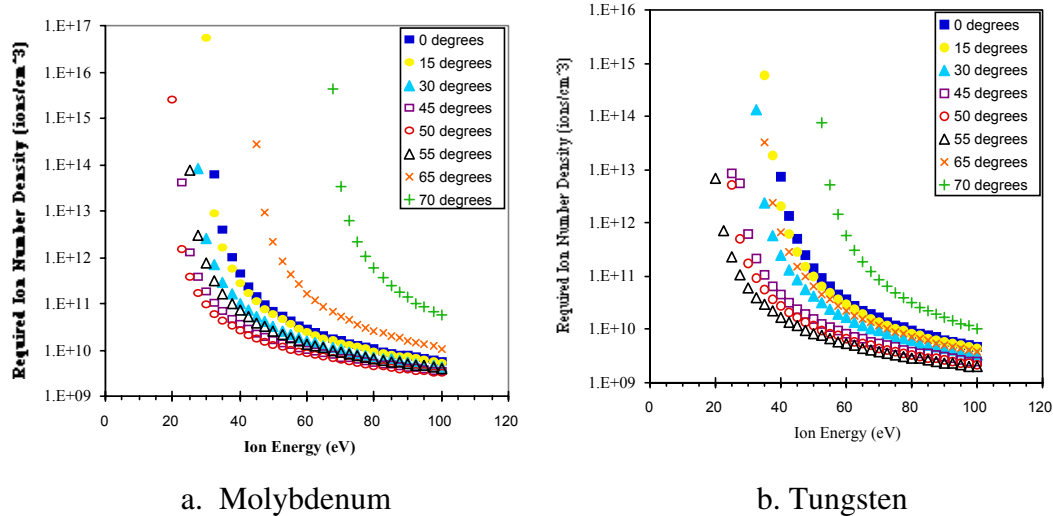 1.E+17
1.E+16
1.E+15
1.E+14
1.E+13
1.E+12
1.E+11
1.E+10
1.E+09
Required Ion Number Density (ions/cm^3)
0 20 40 60 80 100 120
Ion Energy (eV)
0 degrees
15 degrees
30 degrees
45 degrees
50 degrees
55 degrees
65 degrees
70 degrees
a. Molybdenum
1.E+16
1.E+15
1.E+14
1.E+13
1.E+12
1.E+11
1.E+10
1.E+09
Required Ion Number Density (ions/cm^3)
0 20 40 60 80 100 120
Ion Energy (eV)
0 degrees
15 degrees
30 degrees
45 degrees
50 degrees
55 degrees
65 degrees
70 degrees
b. Tungsten